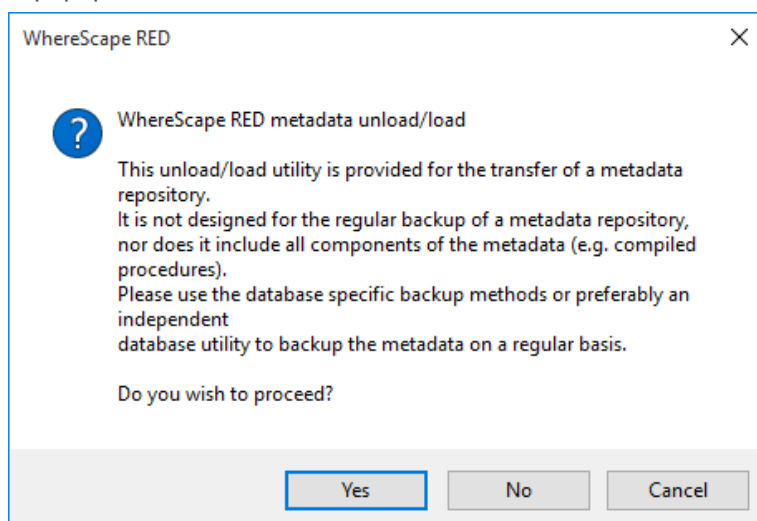 WhereScape RED
WhereScape RED metadata unload/load
This unload/load utility is provided for the transfer of a metadata
repository.
It is not designed for the regular backup of a metadata repository,
nor does it include all components of the metadata (e.g. compiled
procedures).
Please use the database specific backup methods or preferably an
independent
database utility to backup the metadata on a regular basis.
Do you wish to proceed?
Yes
No
Cancel